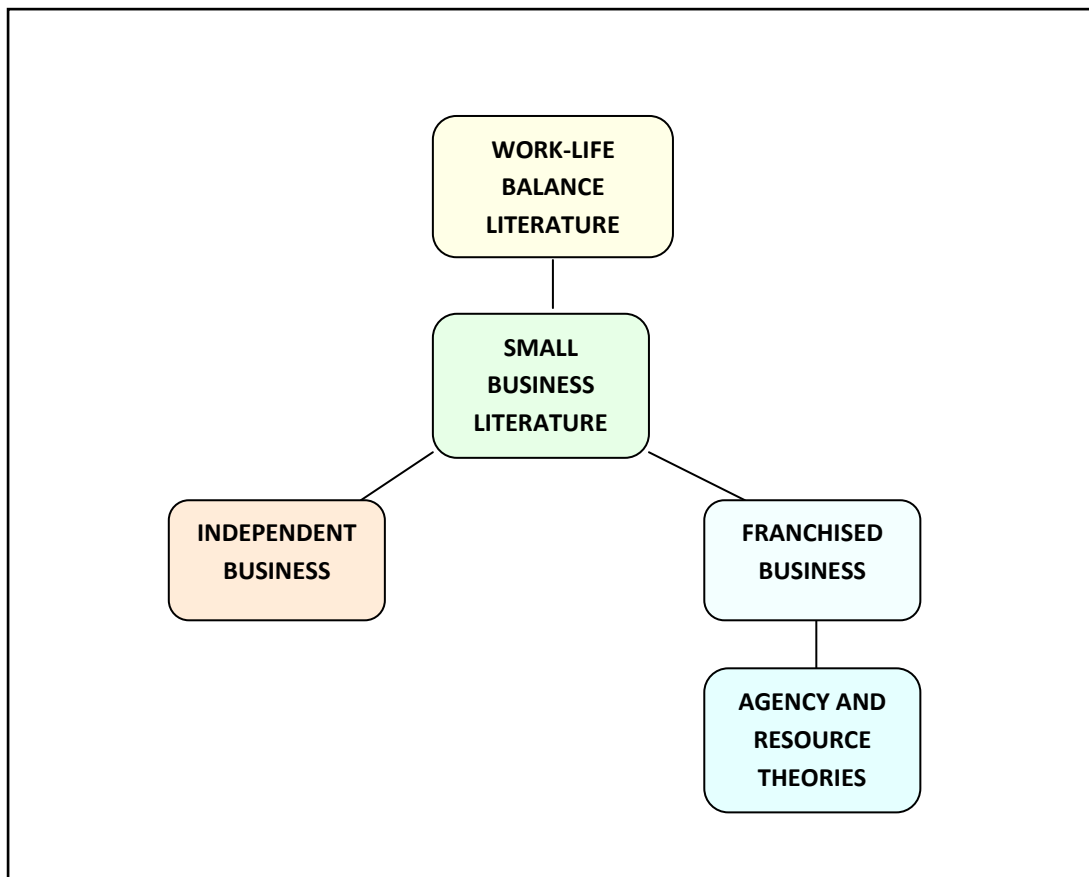 WORK-LIFE
BALANCE
LITERATURE
SMALL
BUSINESS
LITERATURE
INDEPENDENT
BUSINESS
FRANCHISED
BUSINESS
AGENCY AND
RESOURCE
THEORIES